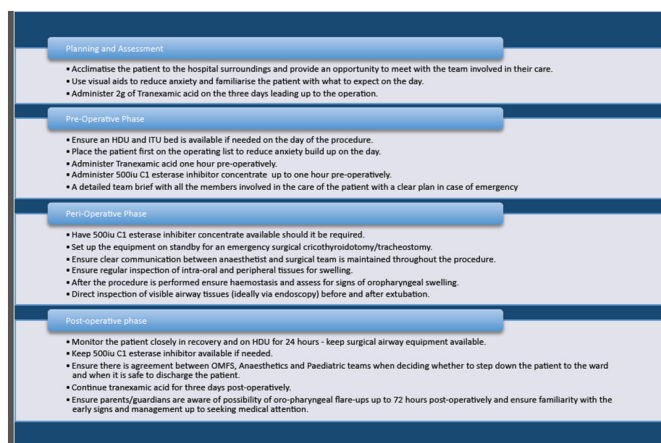 Planning and Assessment
• Acclimatise the patient to the hospital surroundings and provide an opportunity to meet with the team involved in their care.
• Use visual aids to reduce anxiety and familiarise the patient with what to expect on the day.
• Administer 2g of Tranexamic acid on the three days leading up to the operation.
Pre-Operative Phase
• Ensure an HDU and ITU bed is available if needed on the day of the procedure.
• Place the patient first on the operating list to reduce anxiety build up on the day.
• Administer Tranexamic acid one hour pre-operatively.
• Administer 500iu C1 esterase inhibitor concentrate up to one hour pre-operatively.
• A detailed team brief with all the members involved in the care of the patient with a clear plan in case of emergency
Peri-Operative Phase
• Have 500iu C1 esterase inhibiter concentrate available should it be required.
• Set up the equipment on standby for an emergency surgical cricothyroidotomy/tracheostomy.
• Ensure clear communication between anaesthetist and surgical team is maintained throughout the procedure.
• Ensure regular inspection of intra-oral and peripheral tissues for swelling.
• After the procedure is performed ensure haemostasis and assess for signs of oropharyngeal swelling.
• Direct inspection of visible airway tissues (ideally via endoscopy) before and after extubation.
Post-operative phase
• Monitor the patient closely in recovery and on HDU for 24 hours - keep surgical airway equipment available.
• Keep 500iu C1 esterase inhibitor available if needed.
• Ensure there is agreement between OMFS, Anaesthetics and Paediatric teams when deciding whether to step down the patient to the ward
and when it is safe to discharge the patient.
• Continue tranexamic acid for three days post-operatively.
• Ensure parents/guardians are aware of possibility of oro-pharyngeal flare-ups up to 72 hours post-operatively and ensure familiarity with the
early signs and management up to seeking medical attention.